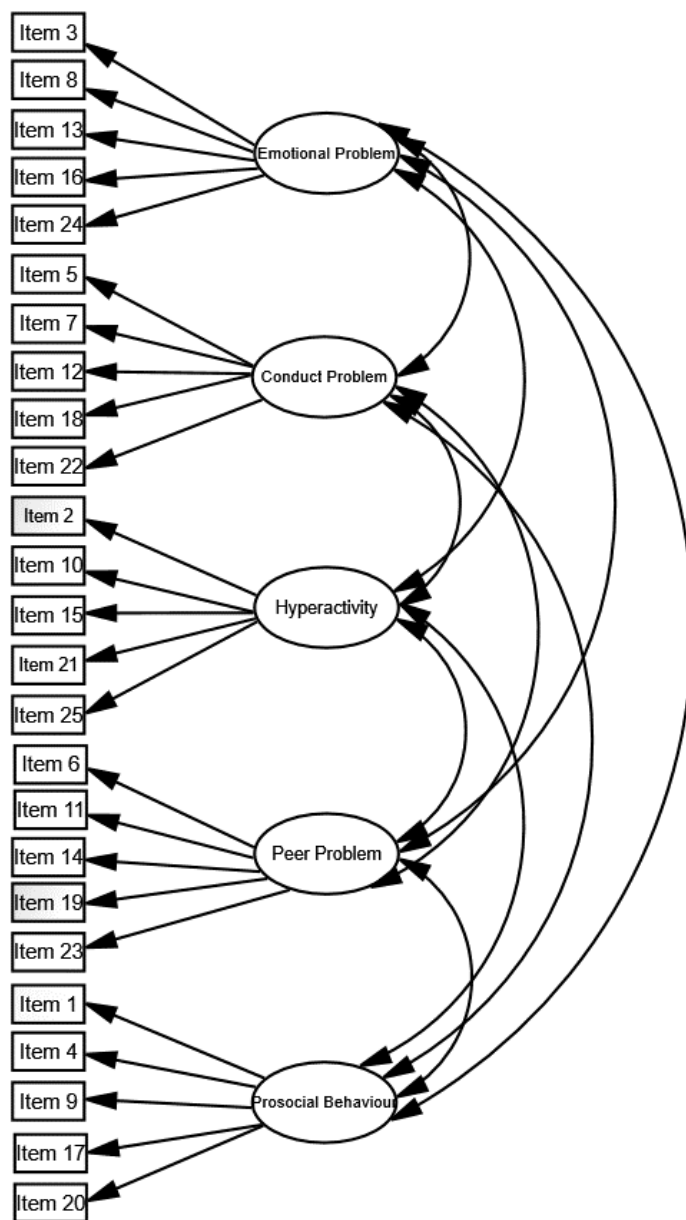 Item 3
Item 8
Item 13
Item 16
Item 24
Emotional Problem
Item 5
Item 7
Item 12
Item 18
Item 22
Conduct Problem
Item 2
Item 10
Item 15
Item 21
Item 25
Hyperactivity
Item 6
Item 11
Item 14
Item 19
Item 23
Peer Problem
Item 1
Item 4
Item 9
Item 17
Item 20
Prosocial Behaviour